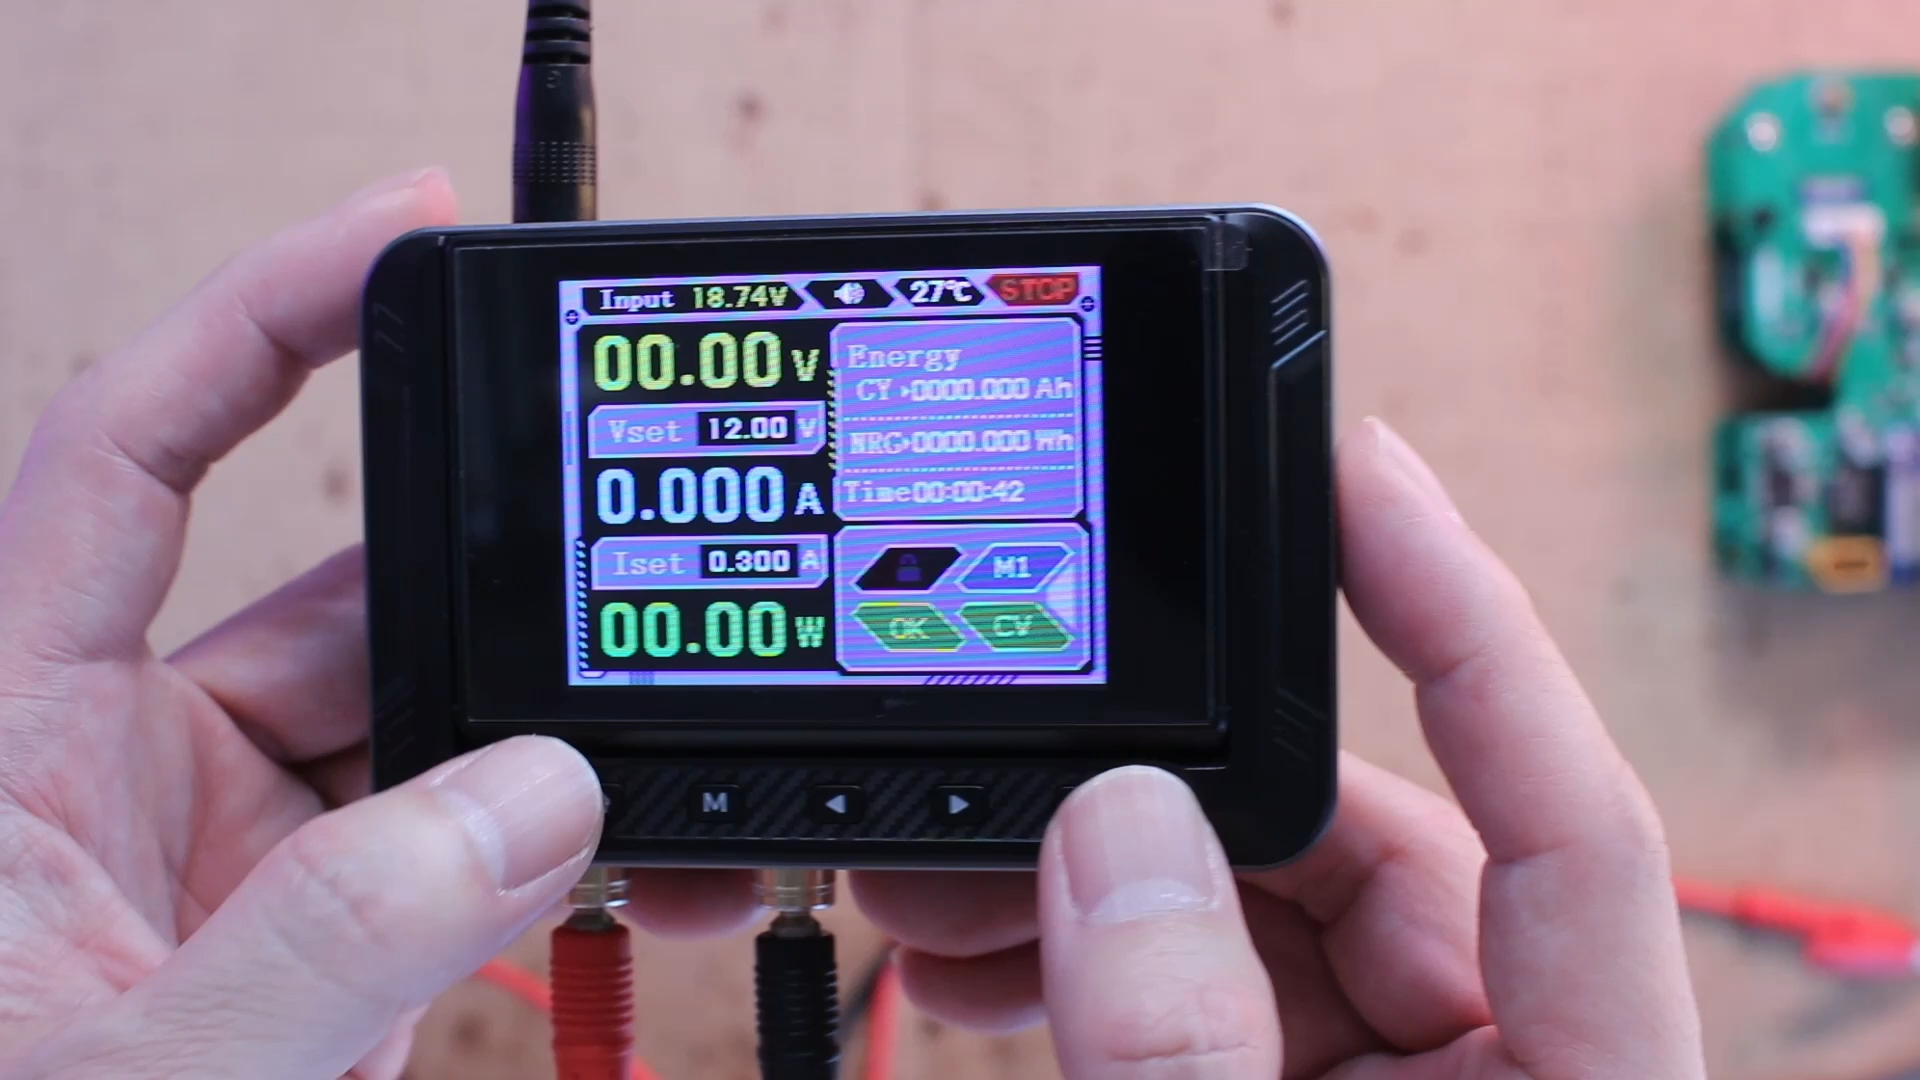 Input 18.74V 27℃ STOP
00.00 V
Vset 12.00 V
0.000 A
Iset 0.300 A
00.00 W
Energy
CY 0000.000 Ah
NRG 0000.000 Wh
Time 00:00:42
M1
OK CV
M